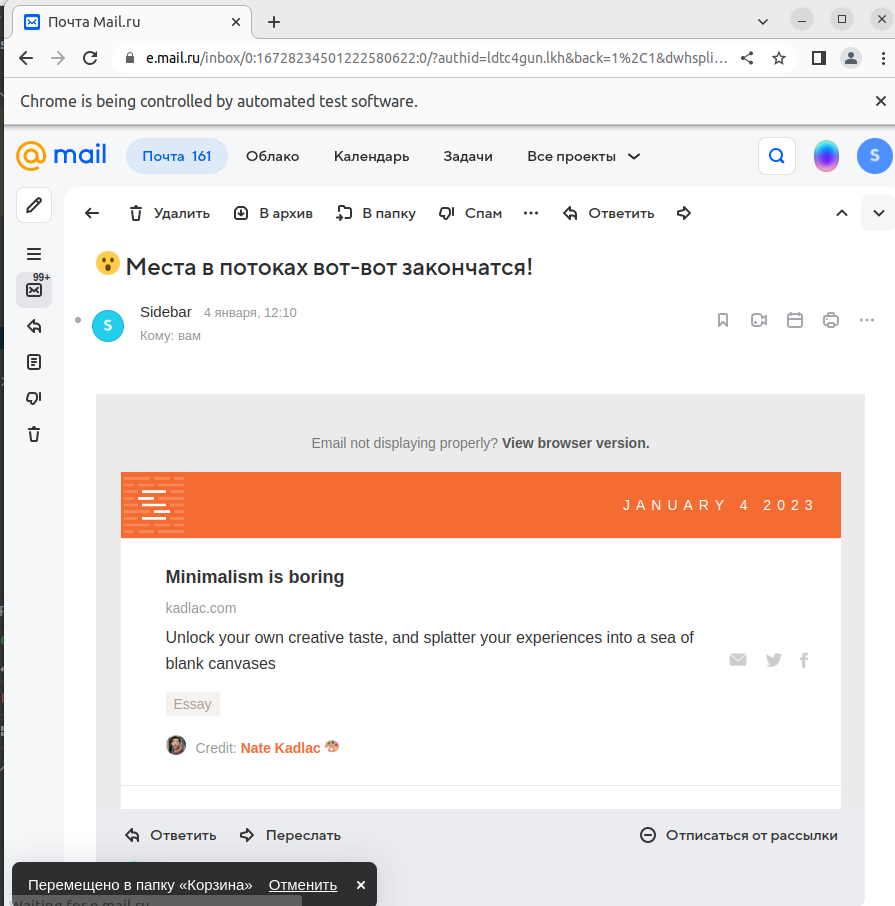 Почта Mail.ru
e.mail.ru/inbox/0:16728234501222580622:0/?authid=ldtc4gun.lkh&back=1%2C1&dwhspli…
Chrome is being controlled by automated test software.
mail
Почта 161
Облако
Календарь
Задачи
Все проекты
S
Удалить
В архив
В папку
Спам
Ответить
99+
😮 Места в потоках вот-вот закончатся!
S
Sidebar 4 января, 12:10
Кому: вам
Email not displaying properly? View browser version.
JANUARY 4 2023
Minimalism is boring
kadlac.com
Unlock your own creative taste, and splatter your experiences into a sea of
blank canvases
Essay
Credit: Nate Kadlac 🎨
Ответить
Переслать
Отписаться от рассылки
Перемещено в папку «Корзина» Отменить
Waiting for e.mail.ru